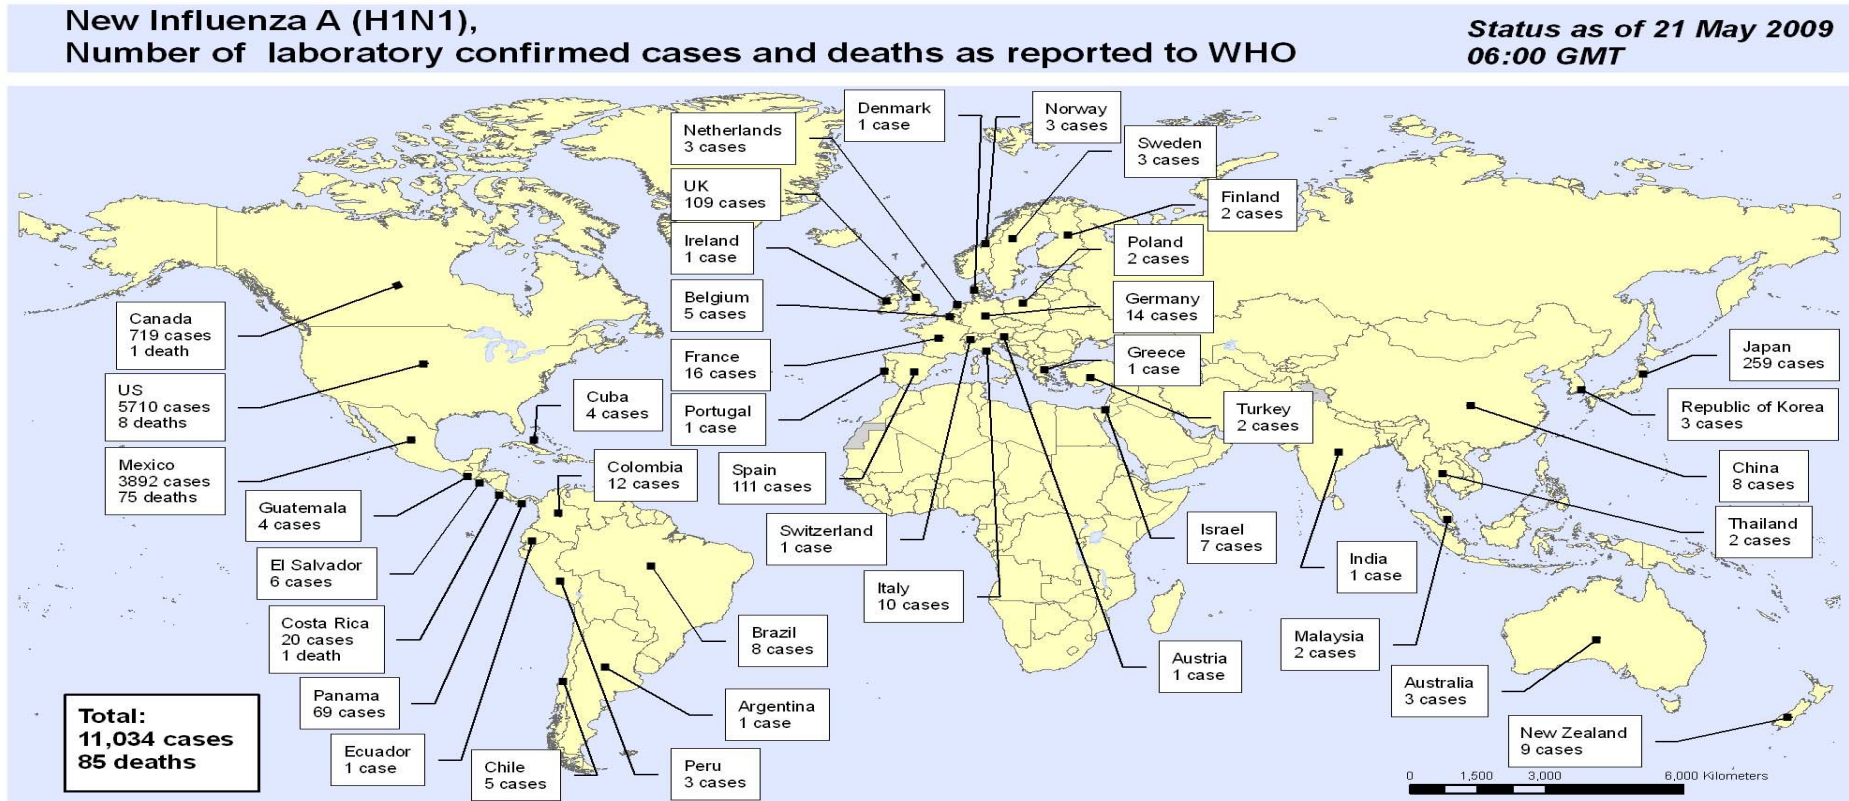 New Influenza A (H1N1),
Number of laboratory confirmed cases and deaths as reported to WHO
Status as of 21 May 2009
06:00 GMT
Denmark
1 case
Norway
3 cases
Netherlands
3 cases
Sweden
3 cases
UK
109 cases
Finland
2 cases
Ireland
1 case
Poland
2 cases
Belgium
5 cases
Germany
14 cases
Canada
719 cases
1 death
France
16 cases
Greece
1 case
Japan
259 cases
US
5710 cases
8 deaths
Cuba
4 cases
Portugal
1 case
Turkey
2 cases
Republic of Korea
3 cases
Mexico
3892 cases
75 deaths
Colombia
12 cases
Spain
111 cases
China
8 cases
Guatemala
4 cases
Switzerland
1 case
Israel
7 cases
Thailand
2 cases
El Salvador
6 cases
Italy
10 cases
India
1 case
Costa Rica
20 cases
1 death
Brazil
8 cases
Malaysia
2 cases
Austria
1 case
Australia
3 cases
Panama
69 cases
Argentina
1 case
New Zealand
9 cases
Ecuador
1 case
Chile
5 cases
Peru
3 cases
Total:
11,034 cases
85 deaths
0 1,500 3,000 6,000 Kilometers